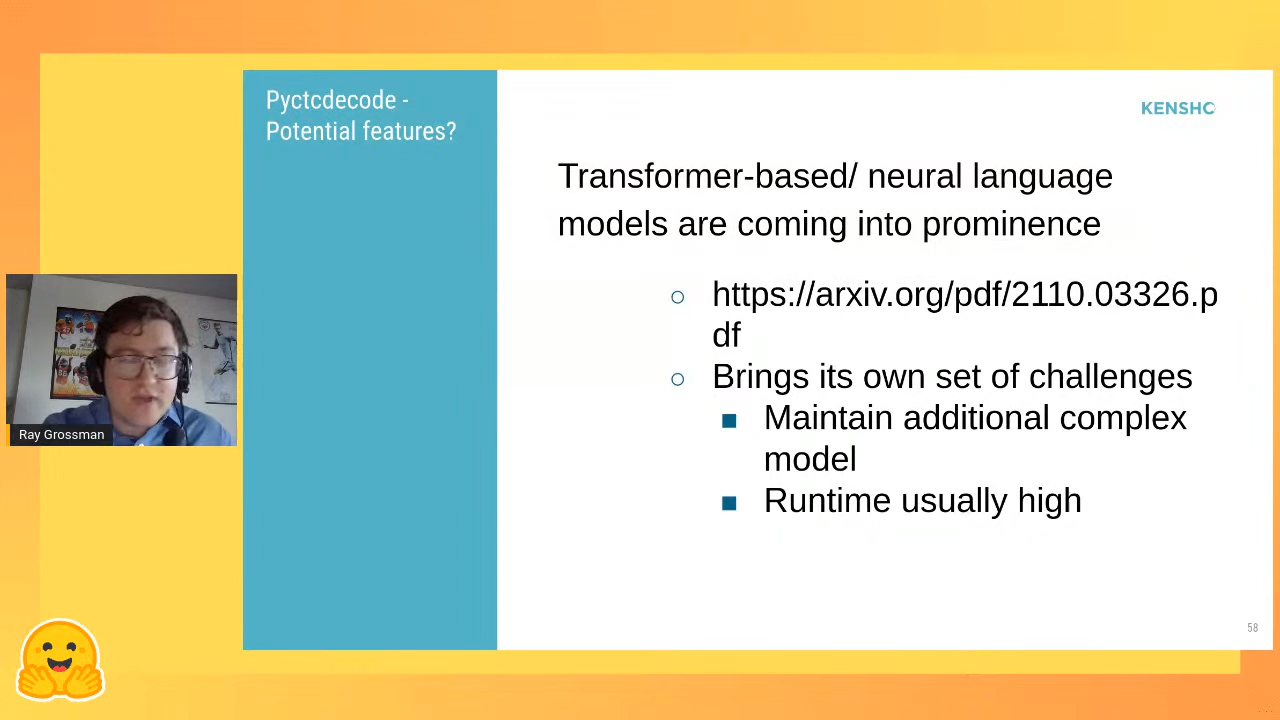 Pyctcdecode -
Potential features?
KENSHO
Transformer-based/ neural language
models are coming into prominence
https://arxiv.org/pdf/2110.03326.p
df
Brings its own set of challenges
Maintain additional complex
model
Runtime usually high
Ray Grossman
58